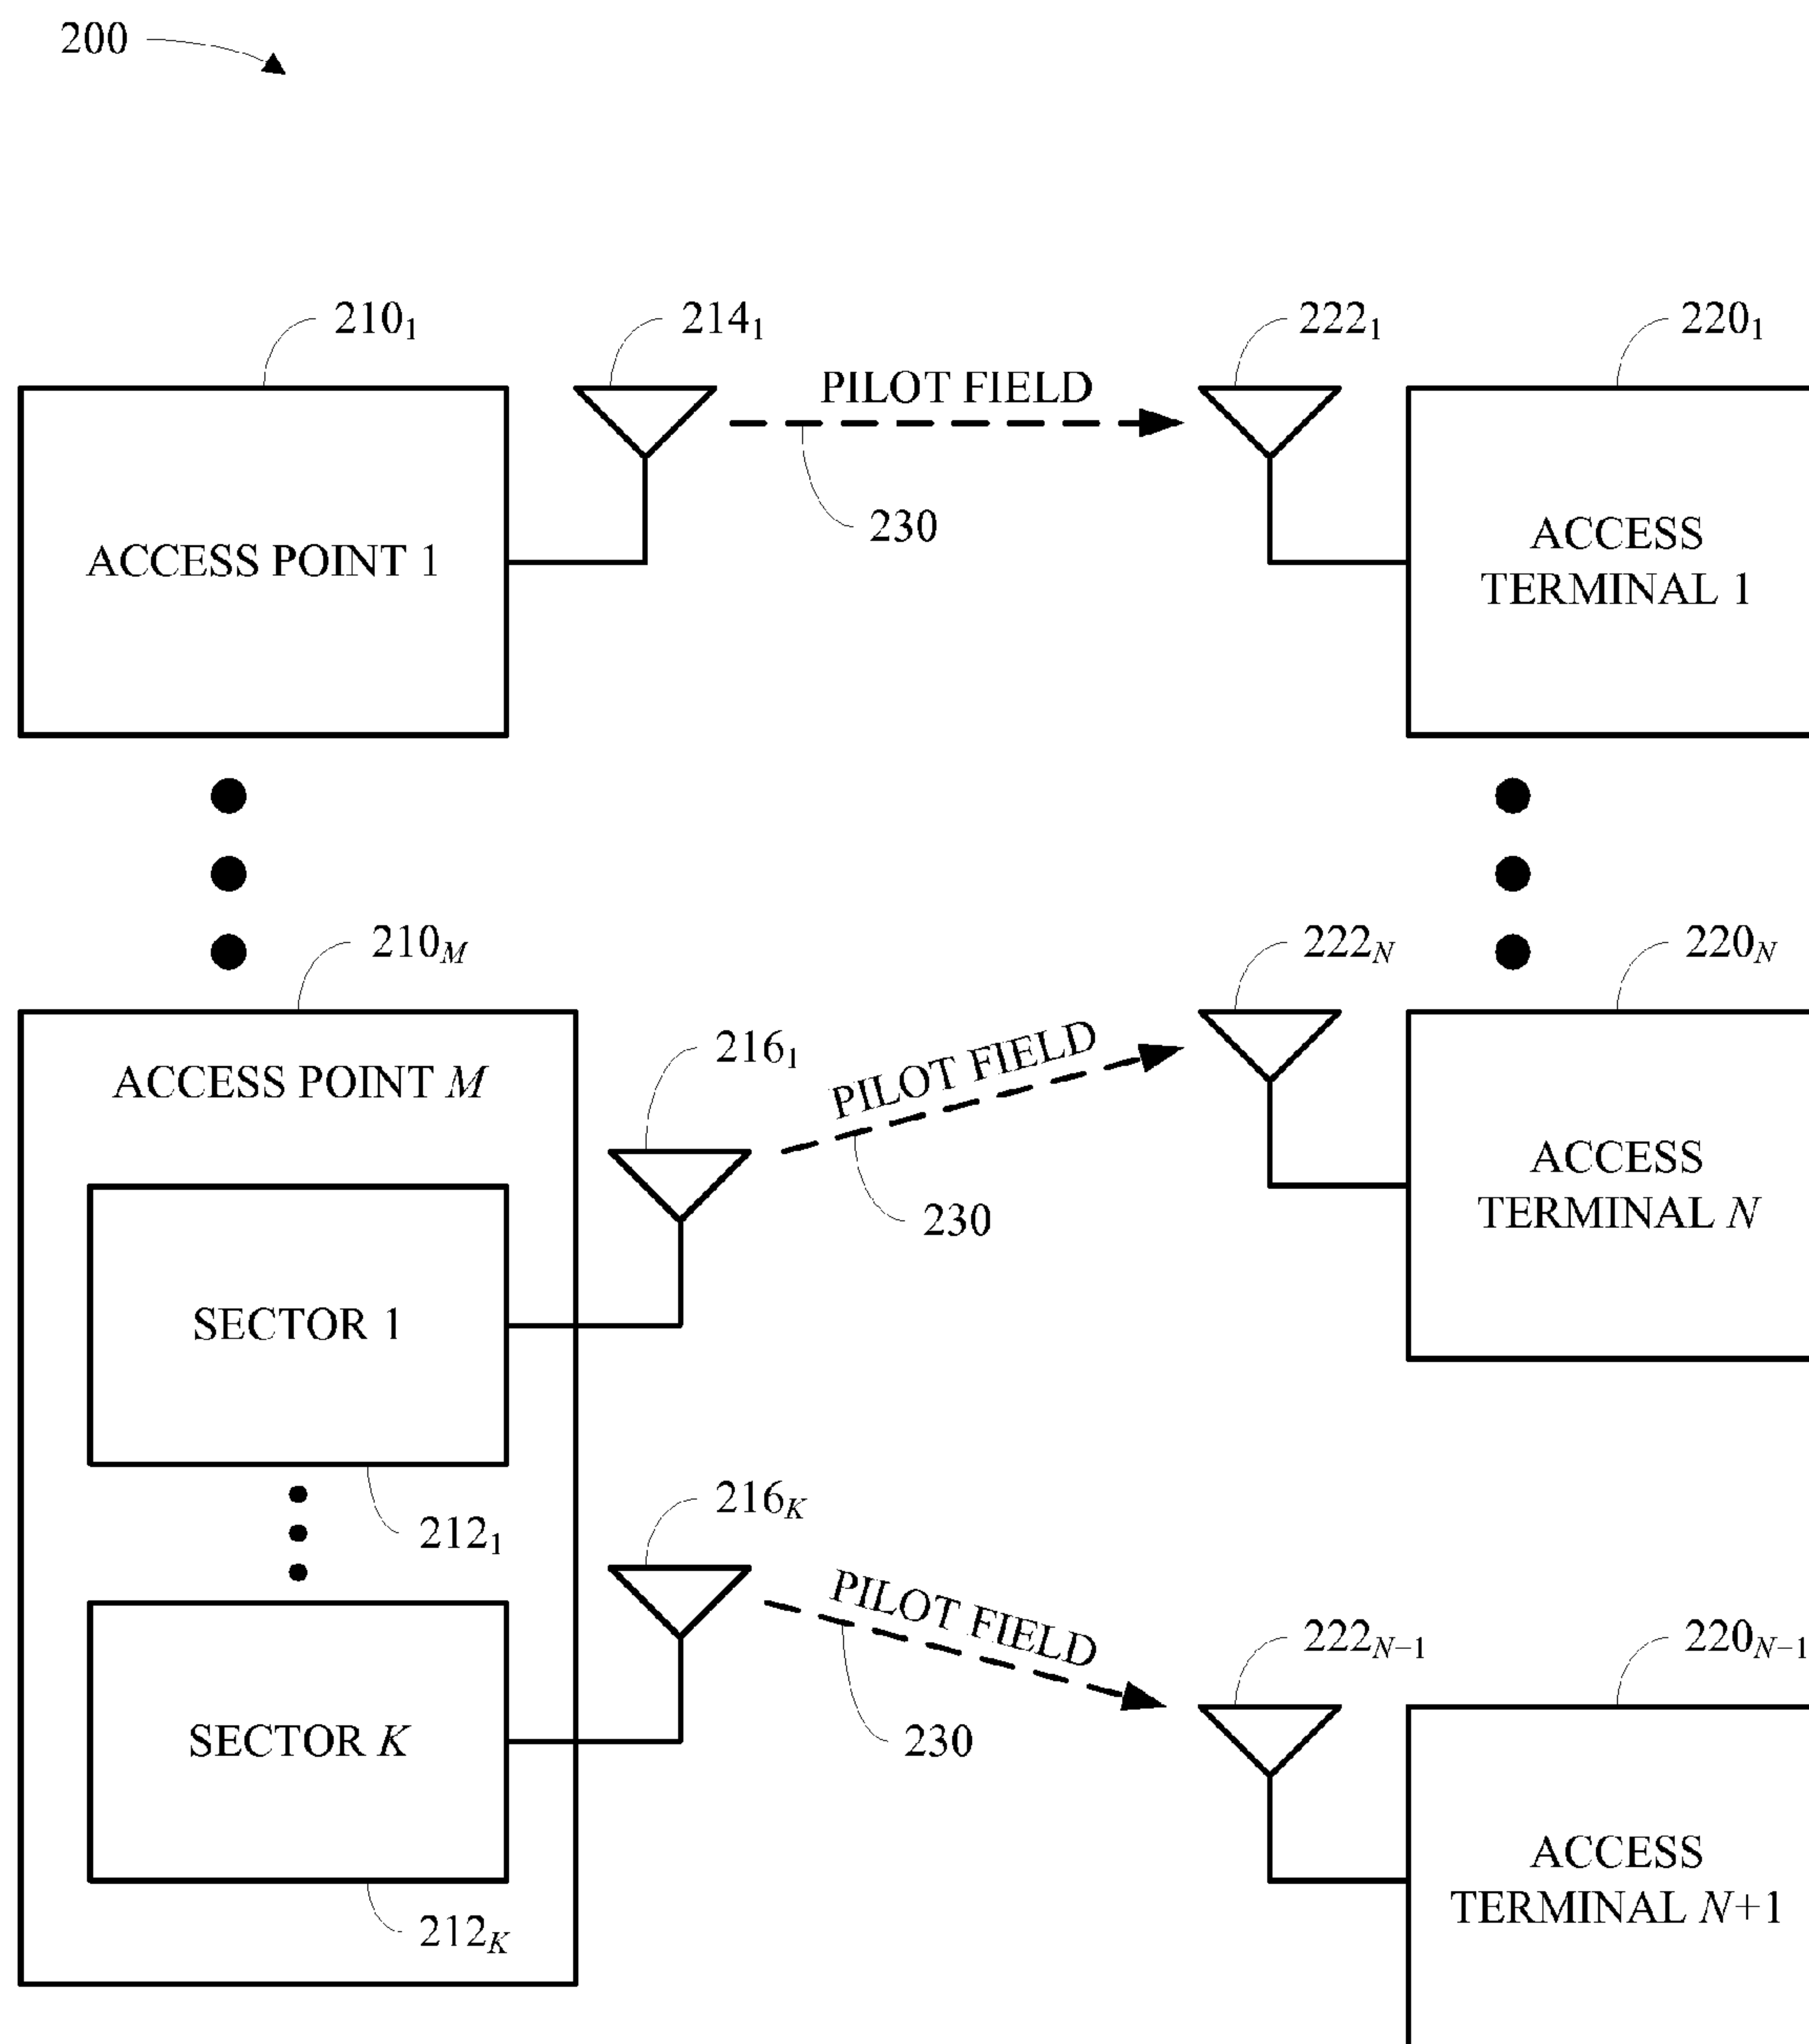 200
210₁
214₁
222₁
220₁
PILOT FIELD
230
ACCESS POINT 1
ACCESS
TERMINAL 1
210M
222N
220N
216₁
PILOT FIELD
ACCESS POINT M
230
ACCESS
TERMINAL N
SECTOR 1
212₁
216K
PILOT FIELD
230
222N−1
220N−1
SECTOR K
212K
ACCESS
TERMINAL N+1